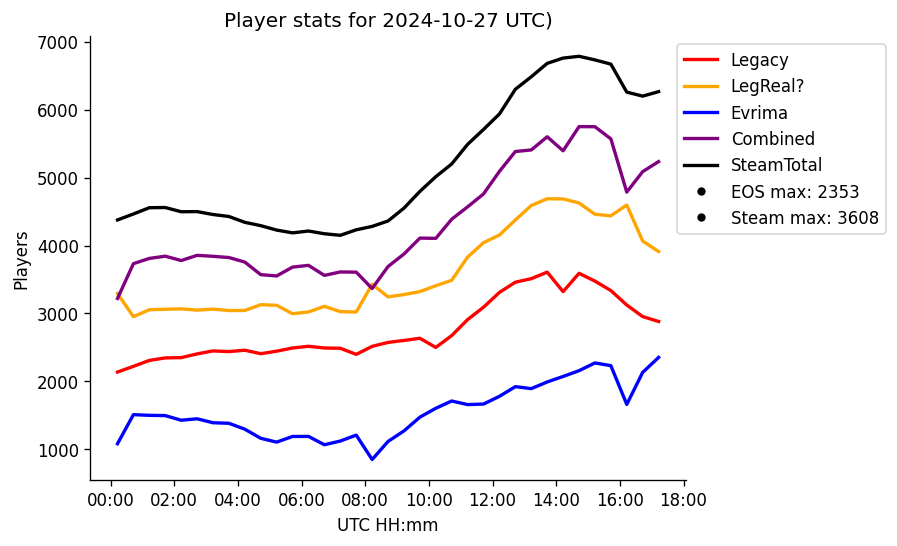 Player stats for 2024-10-27 UTC)
7000
6000
5000
4000
3000
2000
1000
Players
00:00 02:00 04:00 06:00 08:00 10:00 12:00 14:00 16:00 18:00
UTC HH:mm
Legacy
LegReal?
Evrima
Combined
SteamTotal
EOS max: 2353
Steam max: 3608